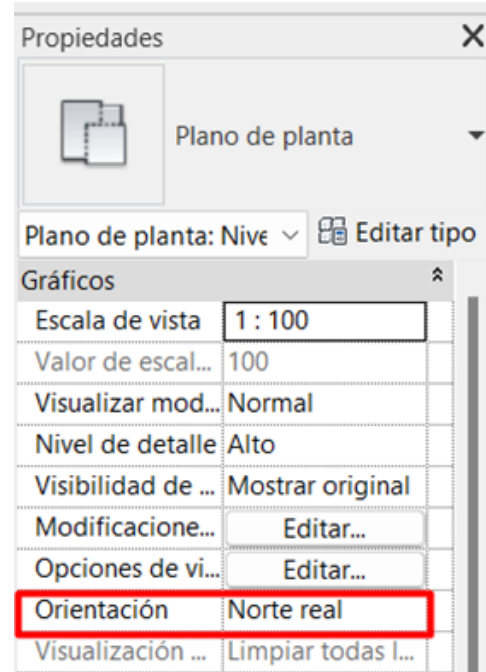 Propiedades
Plano de planta
Plano de planta: Nive Editar tipo
Gráficos
Escala de vista 1 : 100
Valor de escal... 100
Visualizar mod... Normal
Nivel de detalle Alto
Visibilidad de ... Mostrar original
Modificacione... Editar...
Opciones de vi... Editar...
Orientación Norte real
Visualización ... Limpiar todas l...